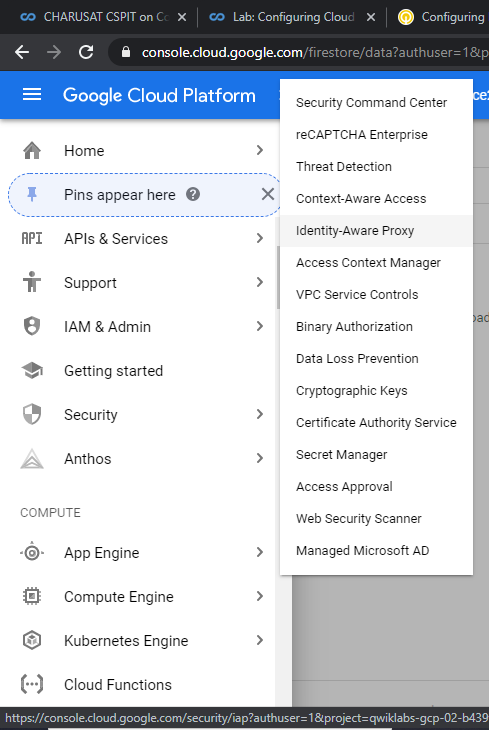 CHARUSAT CSPIT on Co
Lab: Configuring Cloud
Configuring
console.cloud.google.com/firestore/data?authuser=1&p
Google Cloud Platform
Home
Pins appear here
API APIs & Services
Support
IAM & Admin
Getting started
Security
Anthos
COMPUTE
App Engine
Compute Engine
Kubernetes Engine
Cloud Functions
Security Command Center
reCAPTCHA Enterprise
Threat Detection
Context-Aware Access
Identity-Aware Proxy
Access Context Manager
VPC Service Controls
Binary Authorization
Data Loss Prevention
Cryptographic Keys
Certificate Authority Service
Secret Manager
Access Approval
Web Security Scanner
Managed Microsoft AD
https://console.cloud.google.com/security/iap?authuser=1&project=qwiklabs-gcp-02-b439